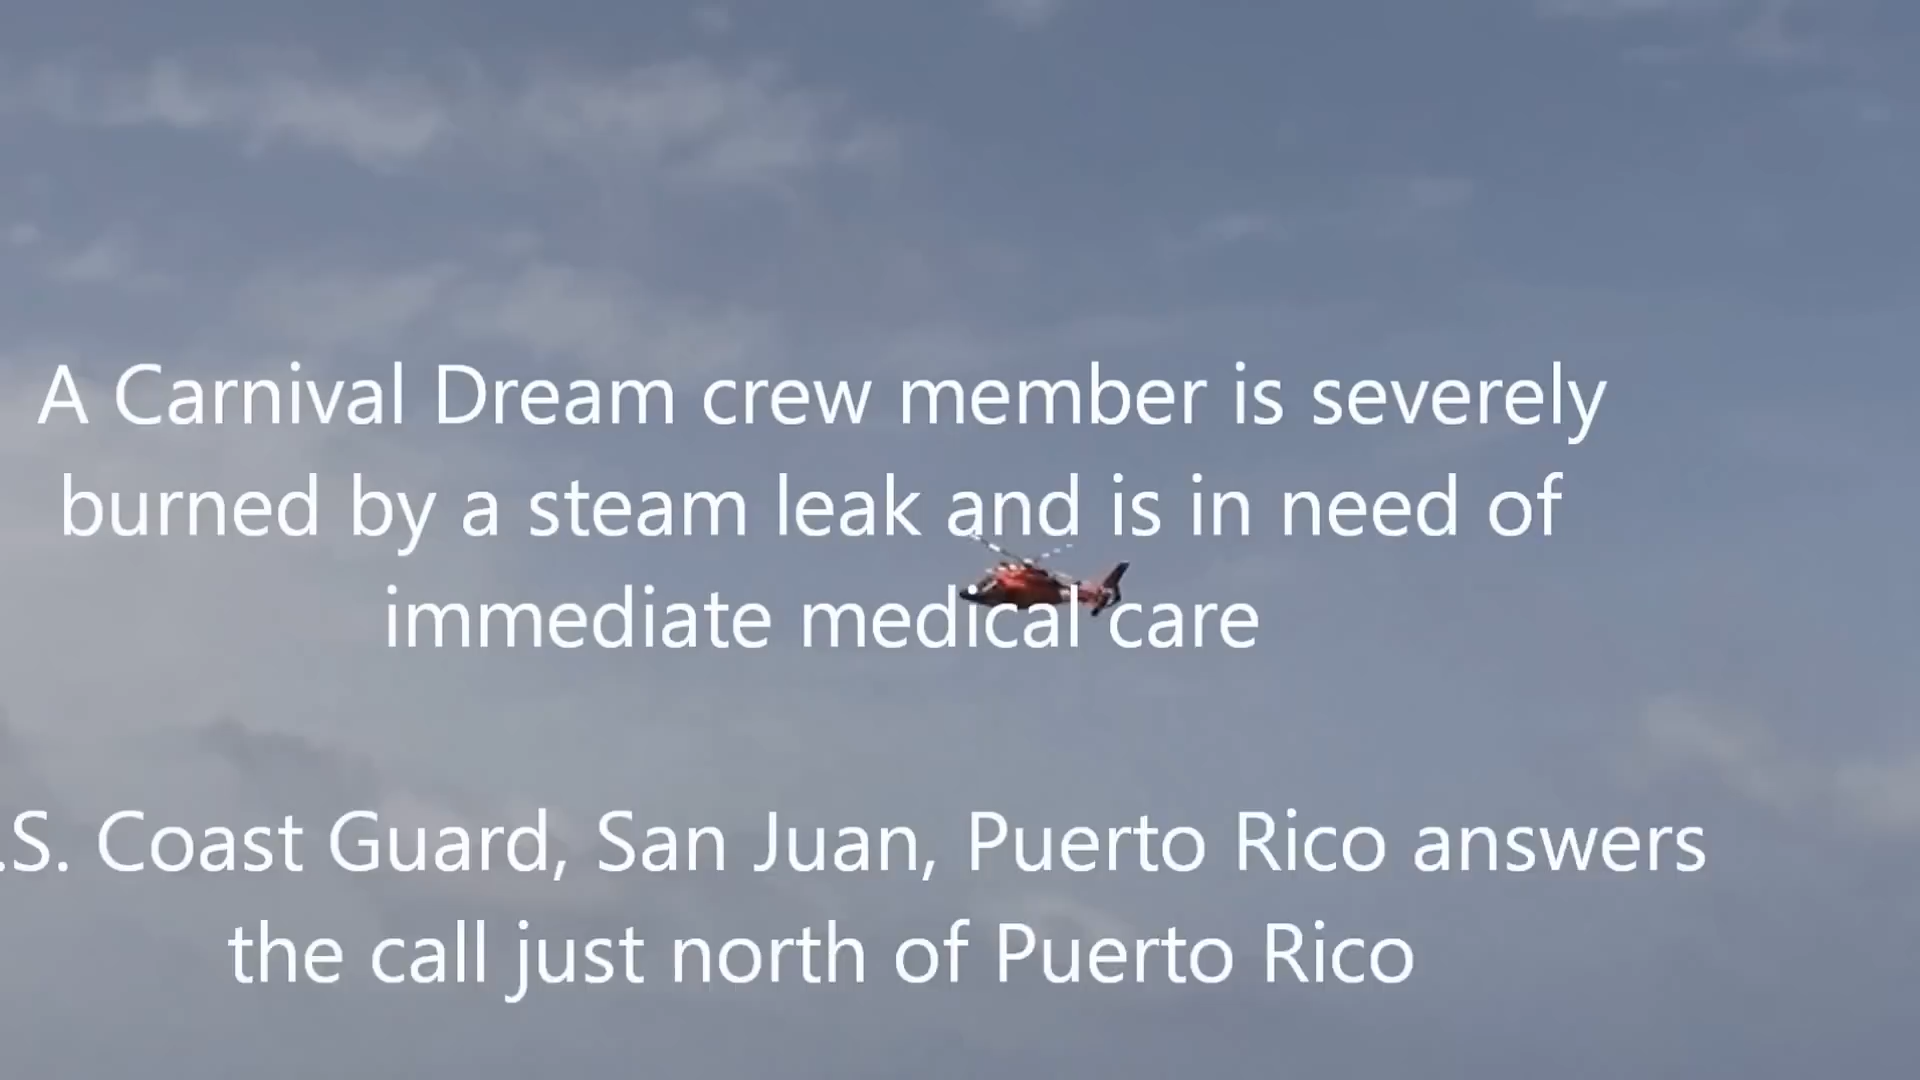 A Carnival Dream crew member is severely
burned by a steam leak and is in need of
immediate medical care
.S. Coast Guard, San Juan, Puerto Rico answers
the call just north of Puerto Rico